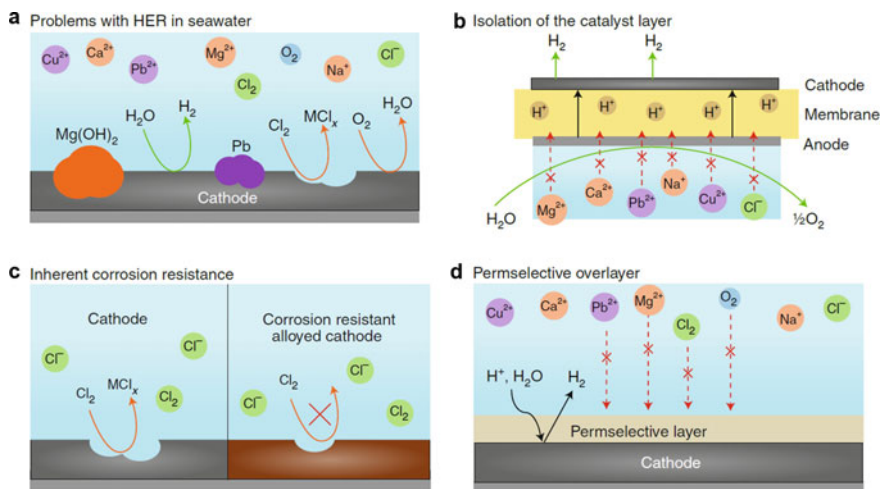 a Problems with HER in seawater
Cu2+ Ca2+ Pb2+ Mg2+ O2 Na+ Cl−
Cl2
Mg(OH)2 H2O H2 Pb Cl2 MClx O2 H2O
Cathode
b Isolation of the catalyst layer
H2 H2
Cathode
H+ H+ H+ H+ H+
Membrane
Anode
H2O Mg2+ Ca2+ Pb2+ Na+ Cu2+ Cl− ½O2
c Inherent corrosion resistance
Cathode
Cl− Cl−
Cl2 MClx Cl2
Corrosion resistant
alloyed cathode
Cl− Cl2 Cl− Cl2
d Permselective overlayer
Cu2+ Ca2+ Pb2+ Mg2+ Cl2 O2 Na+ Cl−
H+, H2O H2
Permselective layer
Cathode